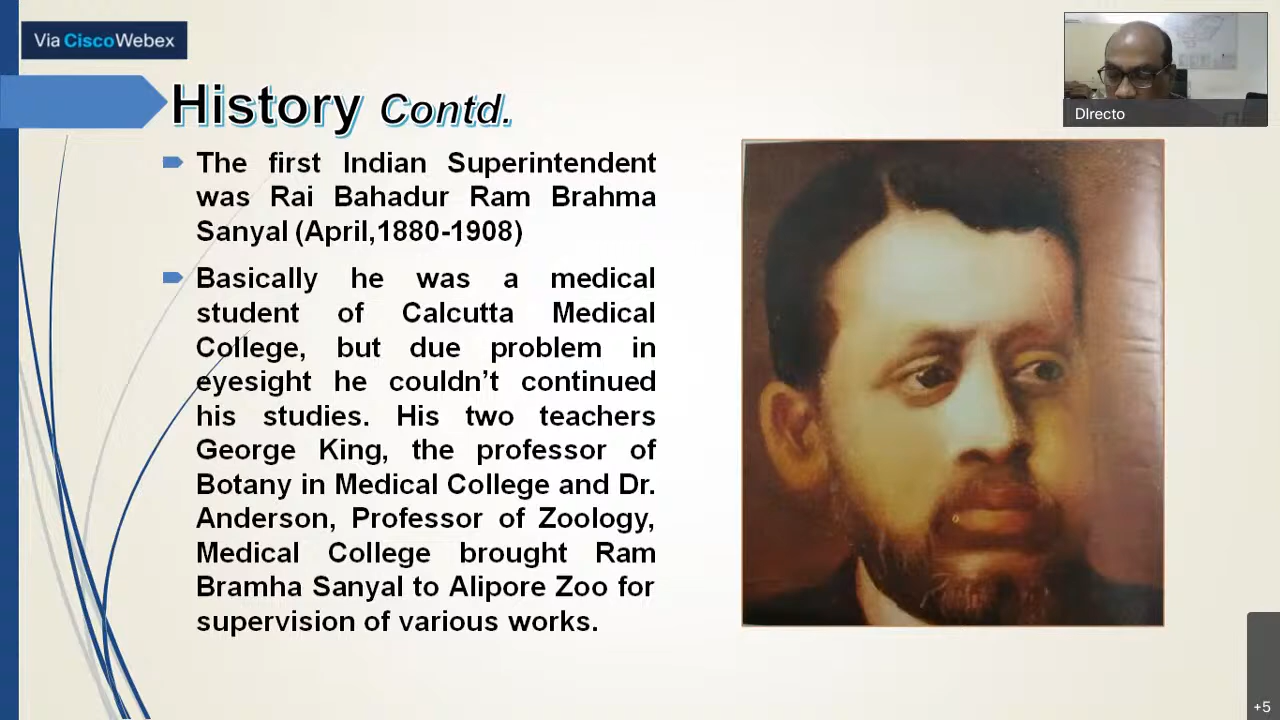 Via CiscoWebex
History Contd.
The first Indian Superintendent
was Rai Bahadur Ram Brahma
Sanyal (April,1880-1908)
Basically he was a medical
student of Calcutta Medical
College, but due problem in
eyesight he couldn’t continued
his studies. His two teachers
George King, the professor of
Botany in Medical College and Dr.
Anderson, Professor of Zoology,
Medical College brought Ram
Bramha Sanyal to Alipore Zoo for
supervision of various works.
DIrecto
+5